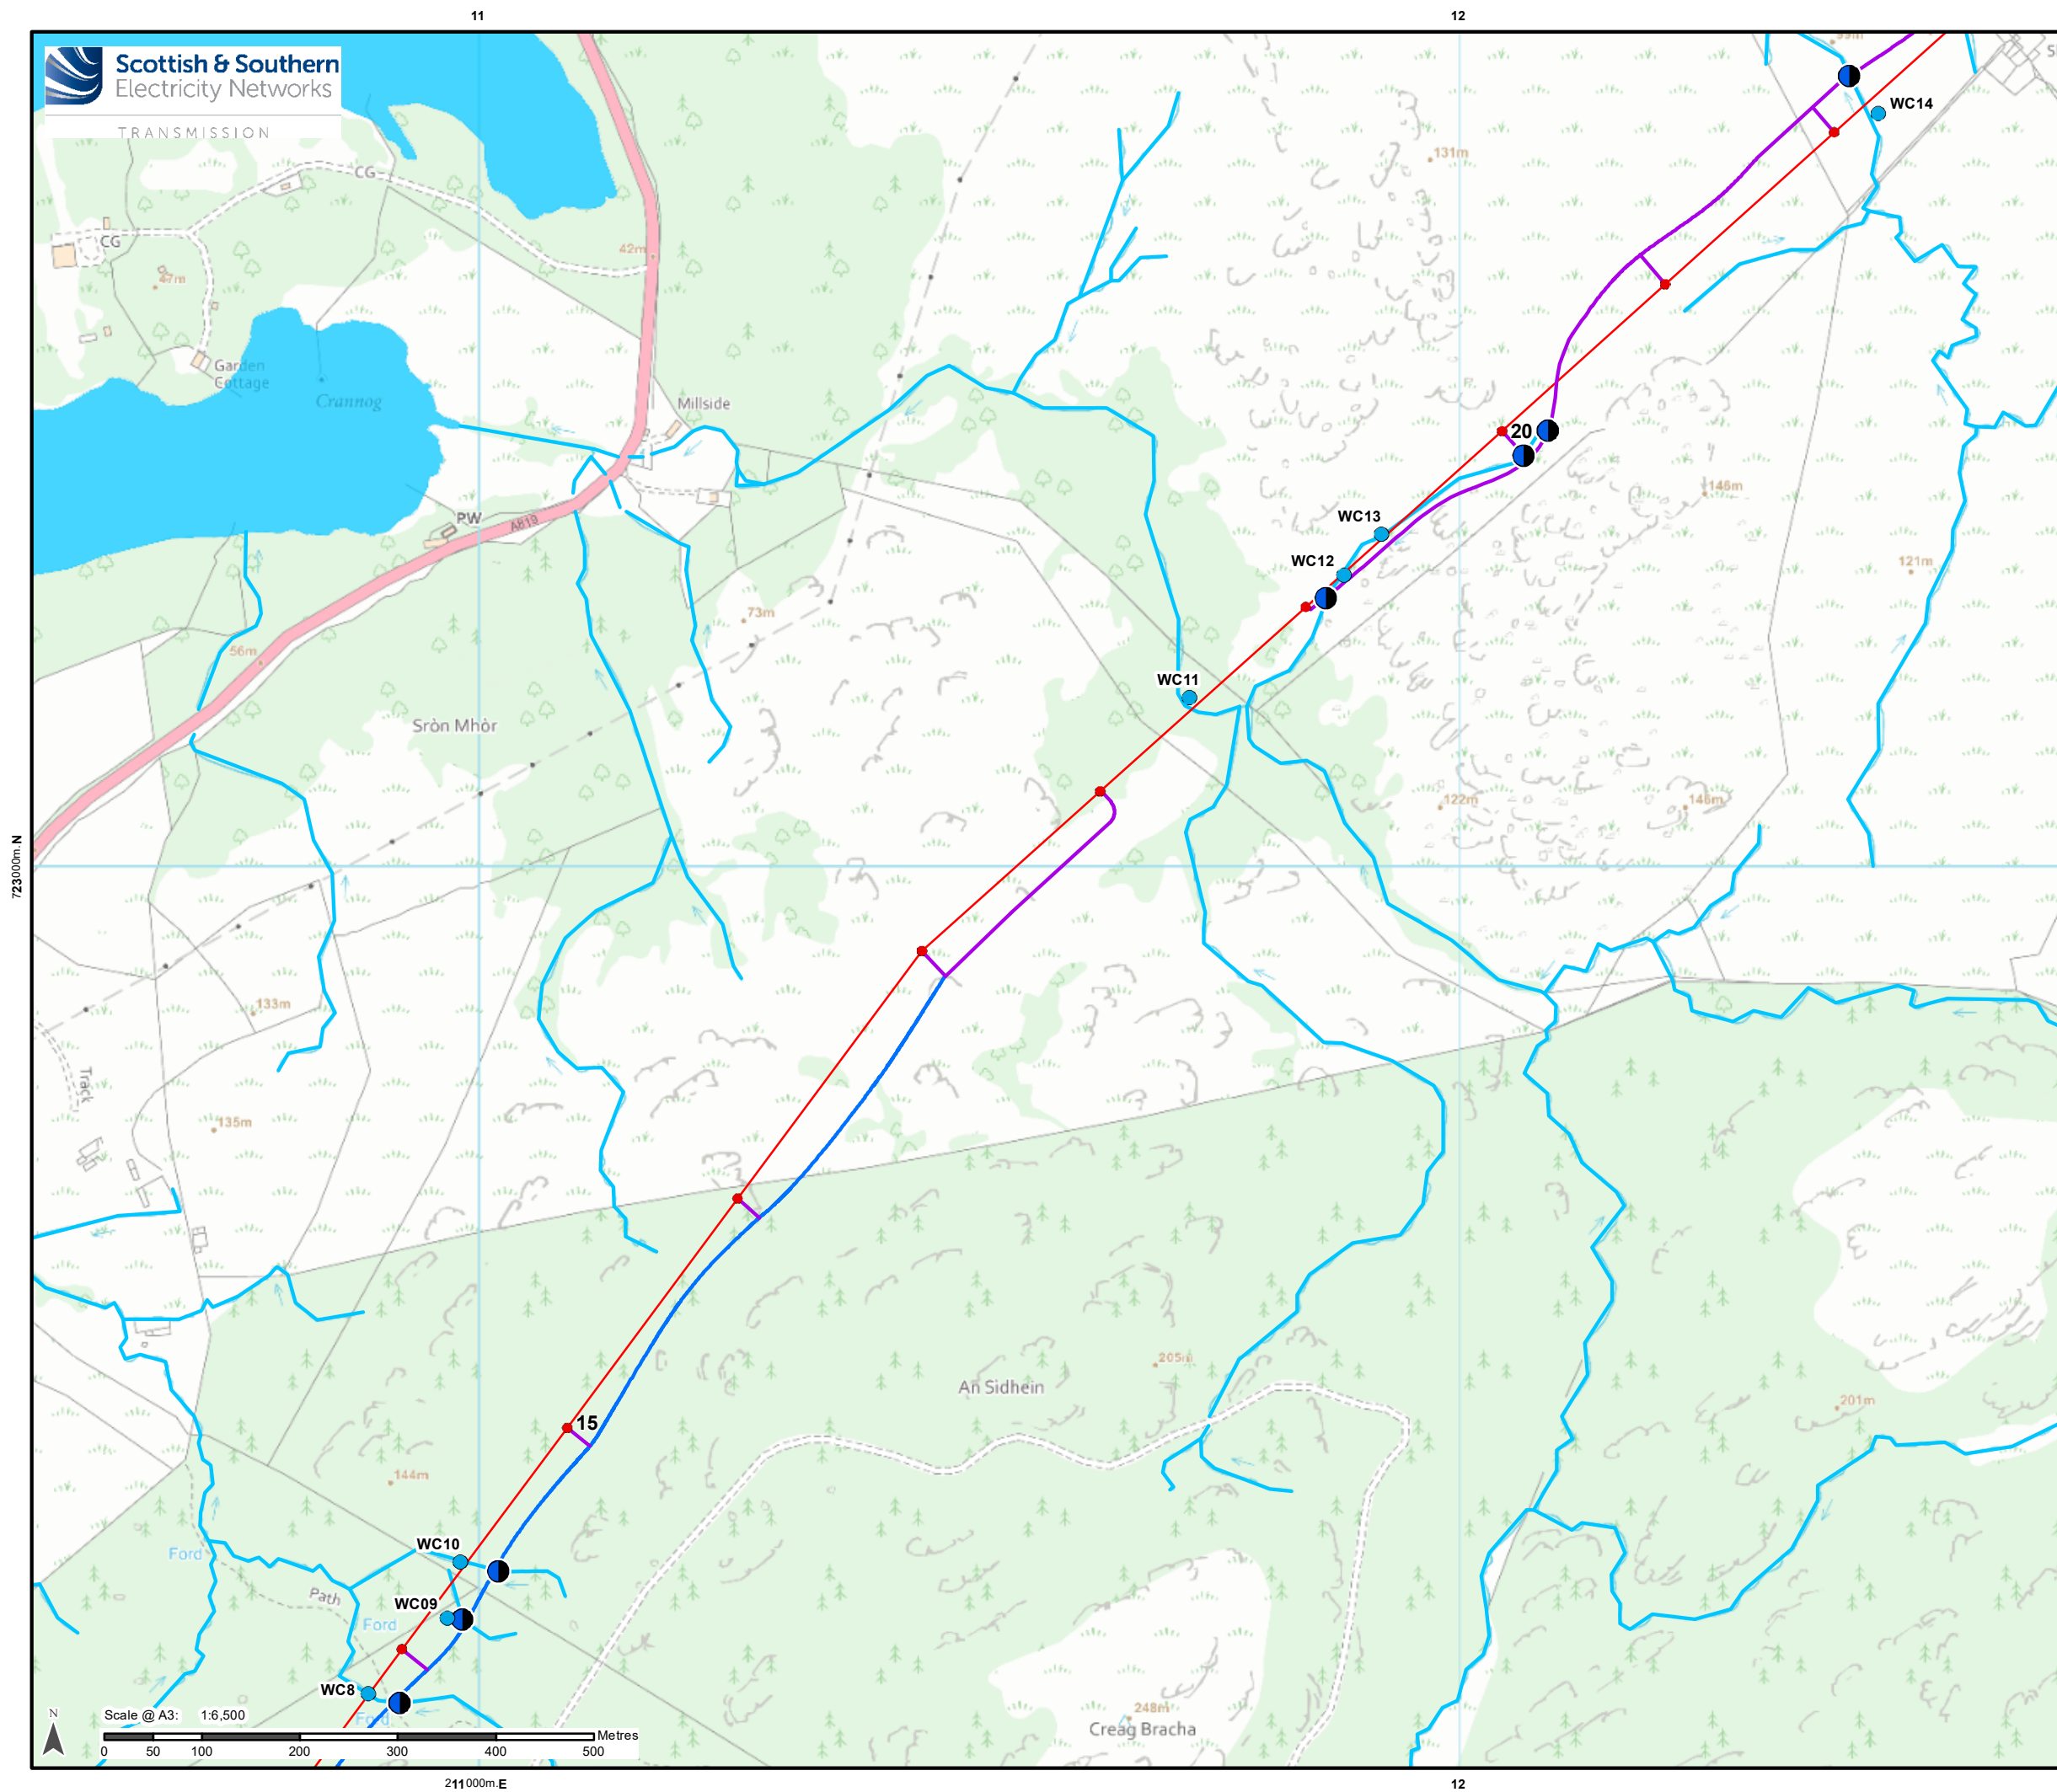 11
12
Scottish & Southern
Electricity Networks
TRANSMISSION
99m
WC14
131m
CG
CG
42m
47m
Garden
Cottage
Crannog
Millside
20
146m
PW
A819
WC13
WC12
121m
73m
56m
WC11
Sròn Mhòr
122m
146m
723000m.N
133m
Track
135m
205m
An Sidhein
201m
15
144m
WC10
Ford
Path
WC09
Ford
WC8
Ford
248m
Creag Bracha
N
Scale @ A3: 1:6,500
Metres
0 50 100 200 300 400 500
211000m.E
12